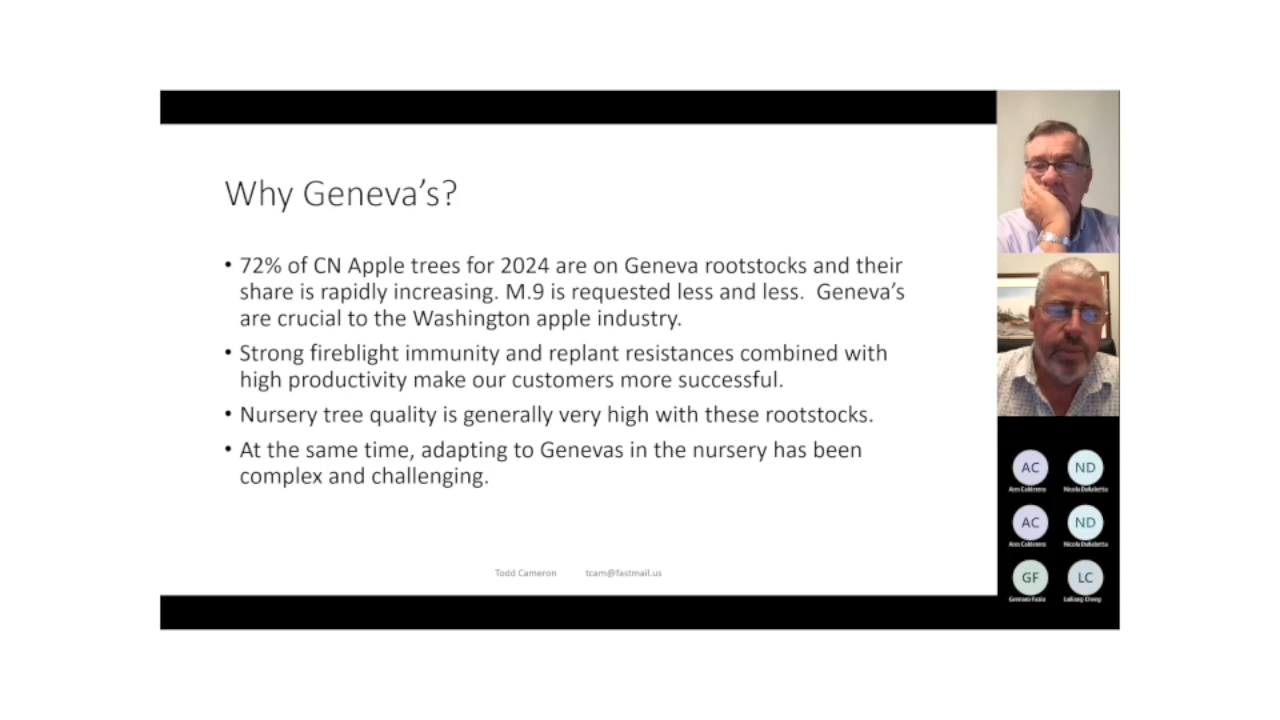 Why Geneva's?
• 72% of CN Apple trees for 2024 are on Geneva rootstocks and their
share is rapidly increasing. M.9 is requested less and less.  Geneva's
are crucial to the Washington apple industry.
• Strong fireblight immunity and replant resistances combined with
high productivity make our customers more successful.
• Nursery tree quality is generally very high with these rootstocks.
• At the same time, adapting to Genevas in the nursery has been
complex and challenging.
Todd Cameron tcam@fastmail.us
AC ND
Nicola
AC ND
Nicola
GF LC